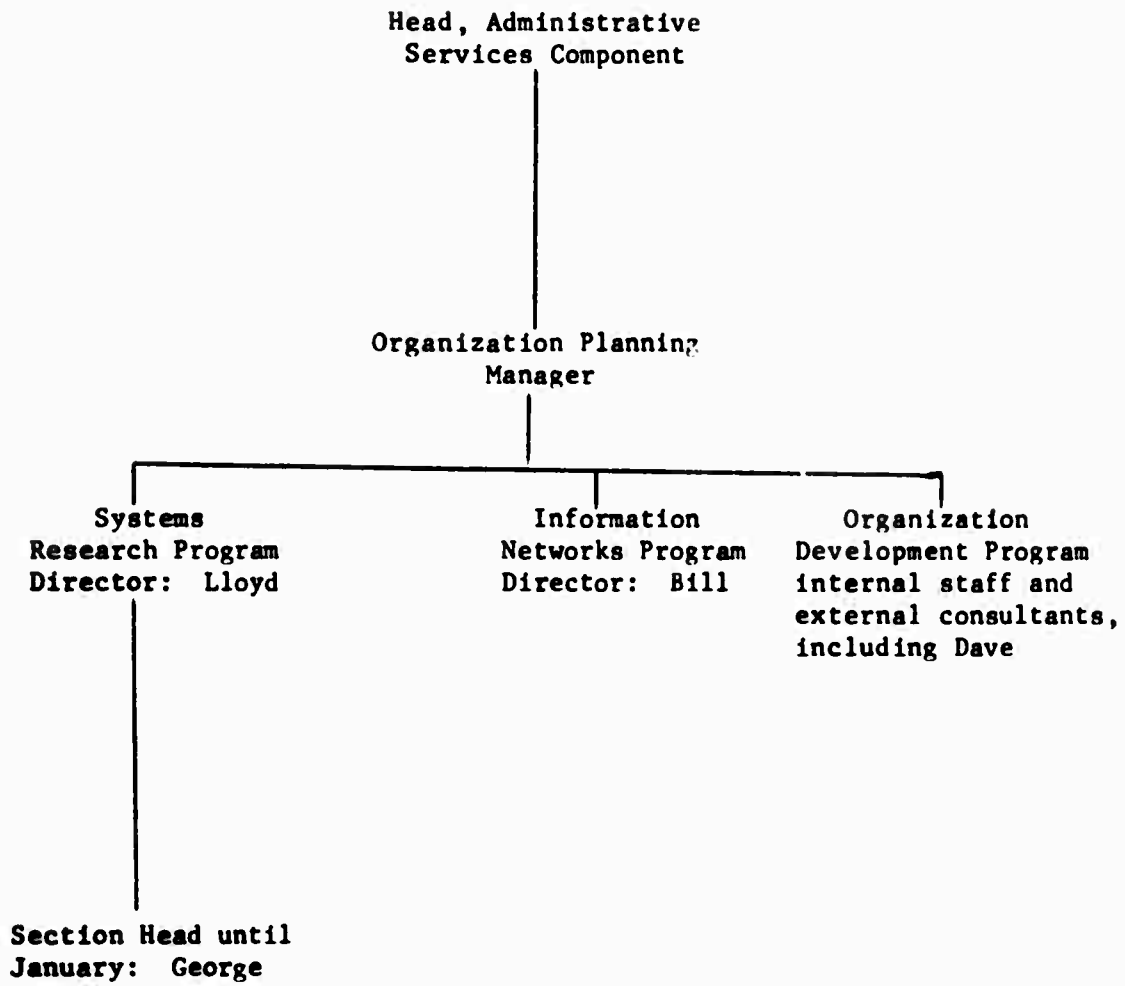 Head, Administrative
Services Component
Organization Planning
Manager
Systems
Research Program
Director: Lloyd
Information
Networks Program
Director: Bill
Organization
Development Program
internal staff and
external consultants,
including Dave
Section Head until
January: George